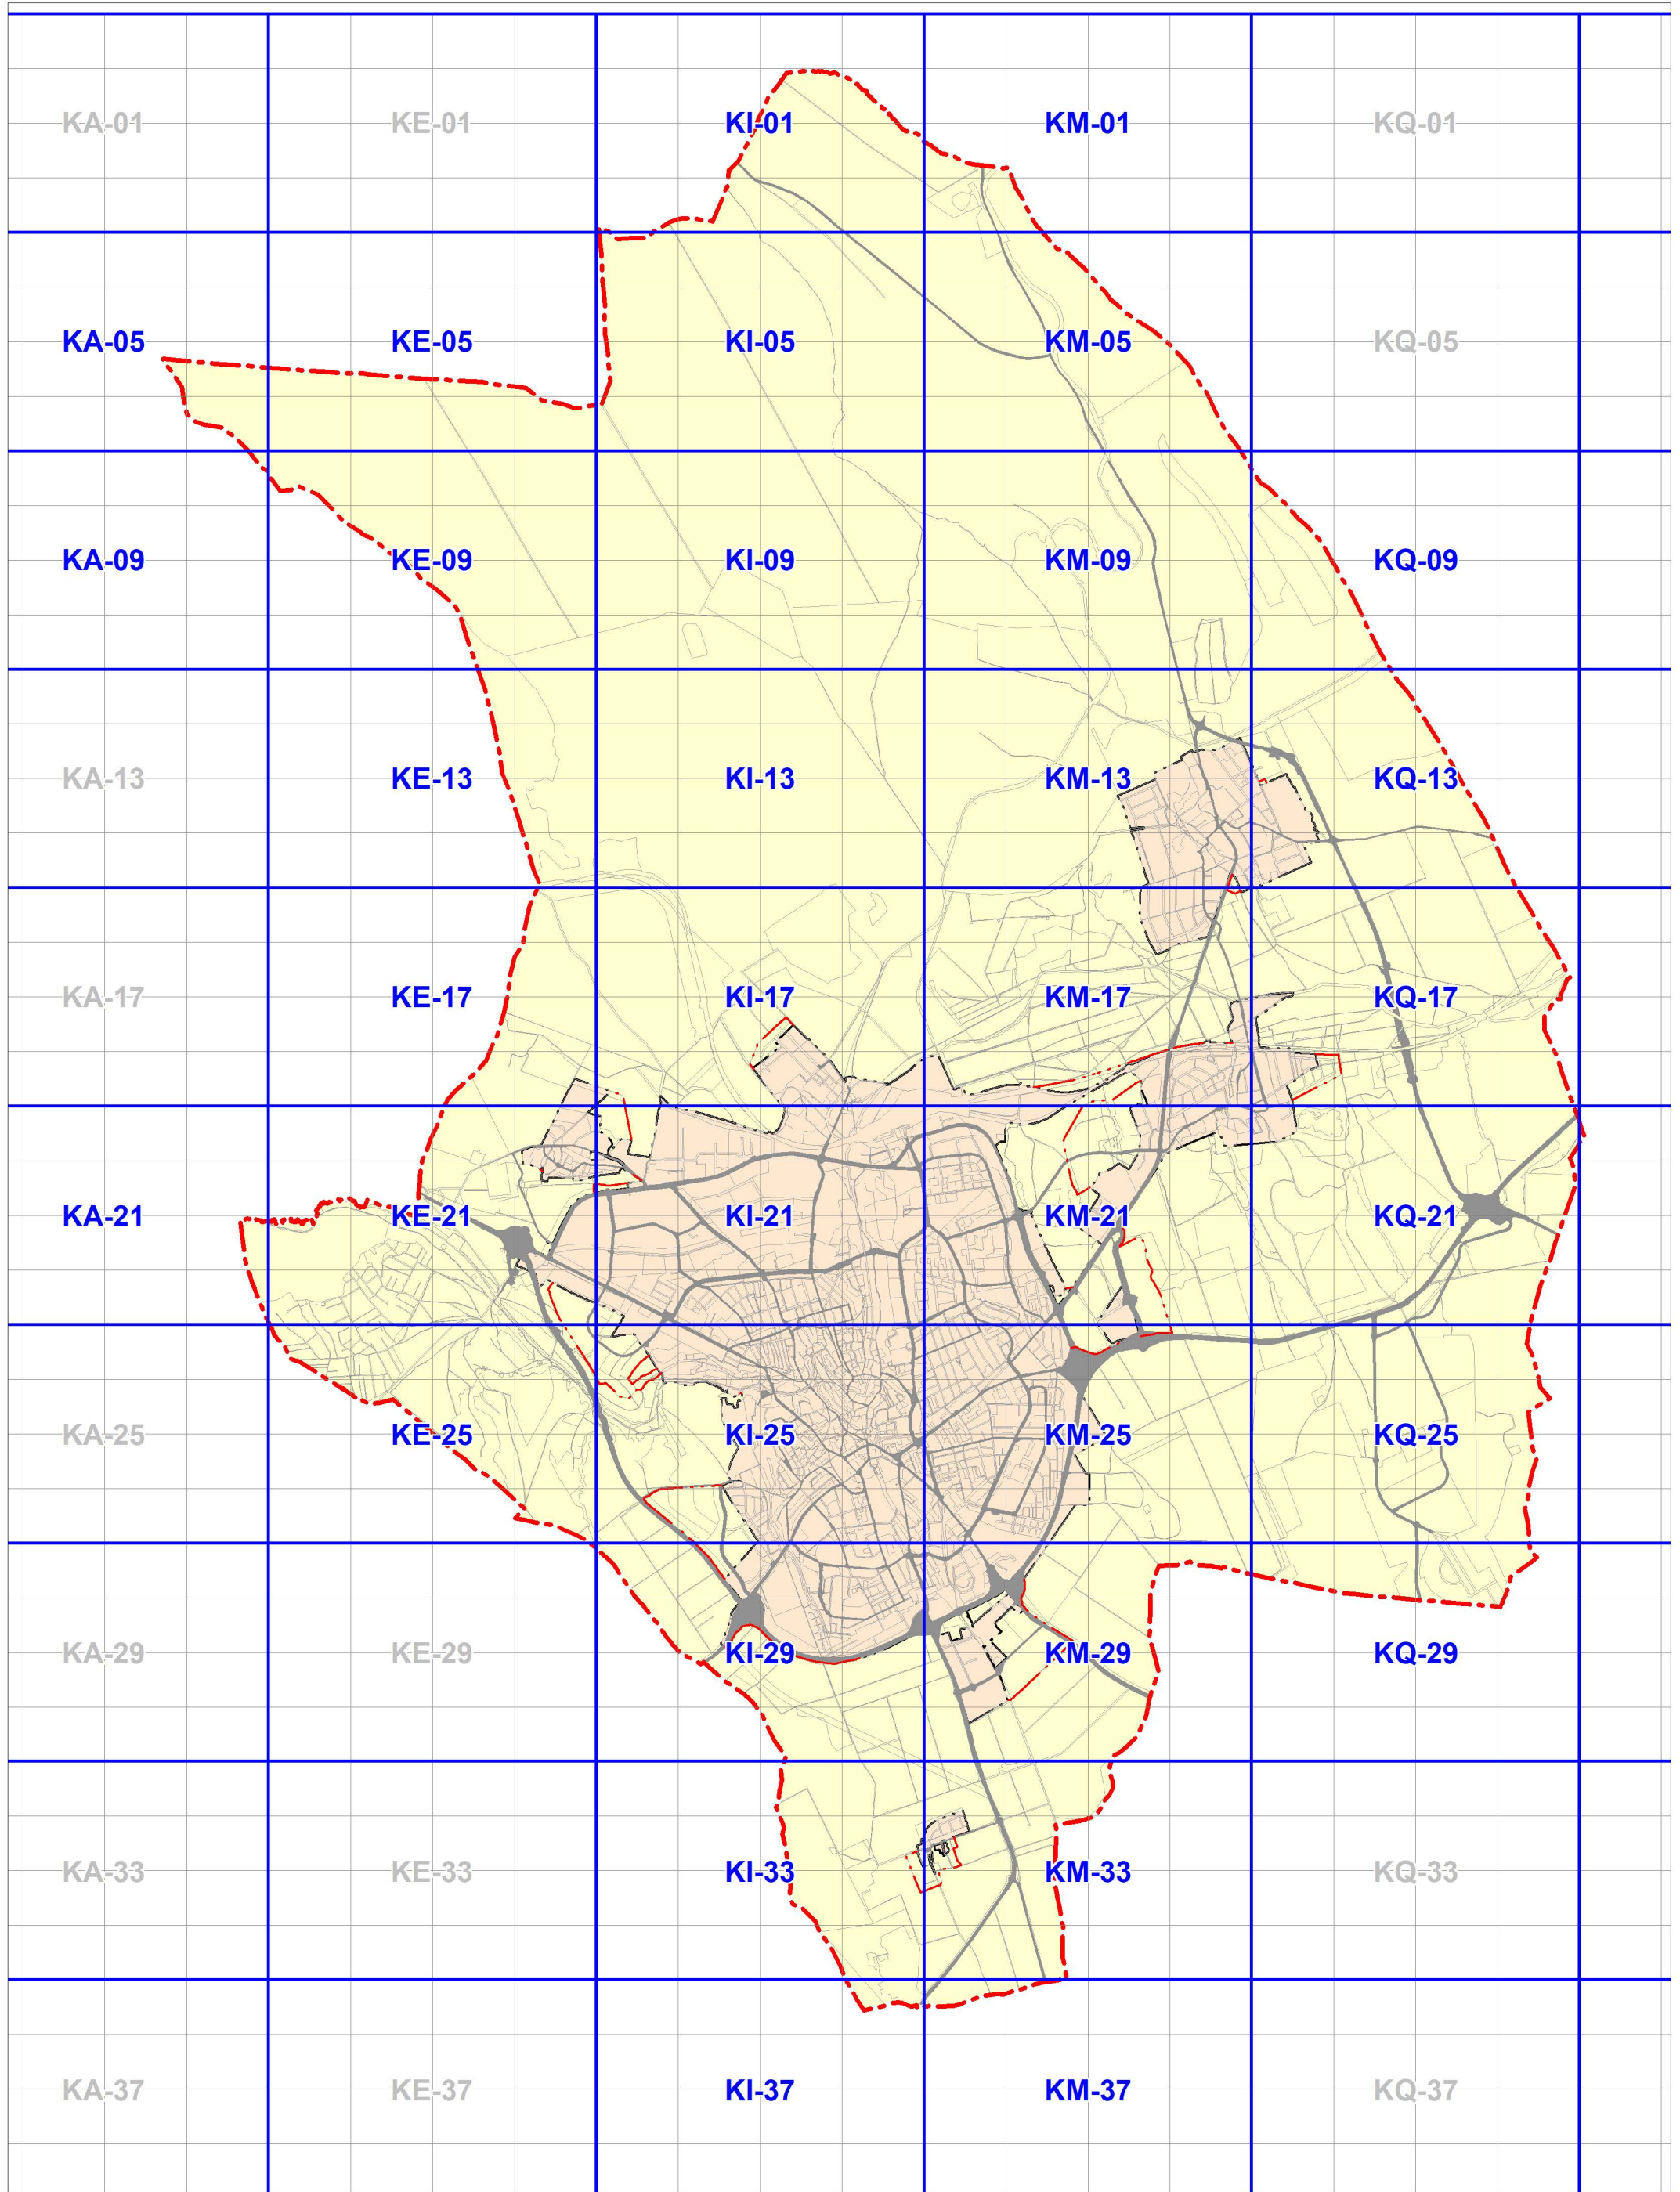 KA-01 KE-01 KI-01 KM-01 KQ-01
KA-05 KE-05 KI-05 KM-05 KQ-05
KA-09 KE-09 KI-09 KM-09 KQ-09
KA-13 KE-13 KI-13 KM-13 KQ-13
KA-17 KE-17 KI-17 KM-17 KQ-17
KA-21 KE-21 KI-21 KM-21 KQ-21
KA-25 KE-25 KI-25 KM-25 KQ-25
KA-29 KE-29 KI-29 KM-29 KQ-29
KA-33 KE-33 KI-33 KM-33 KQ-33
KA-37 KE-37 KI-37 KM-37 KQ-37